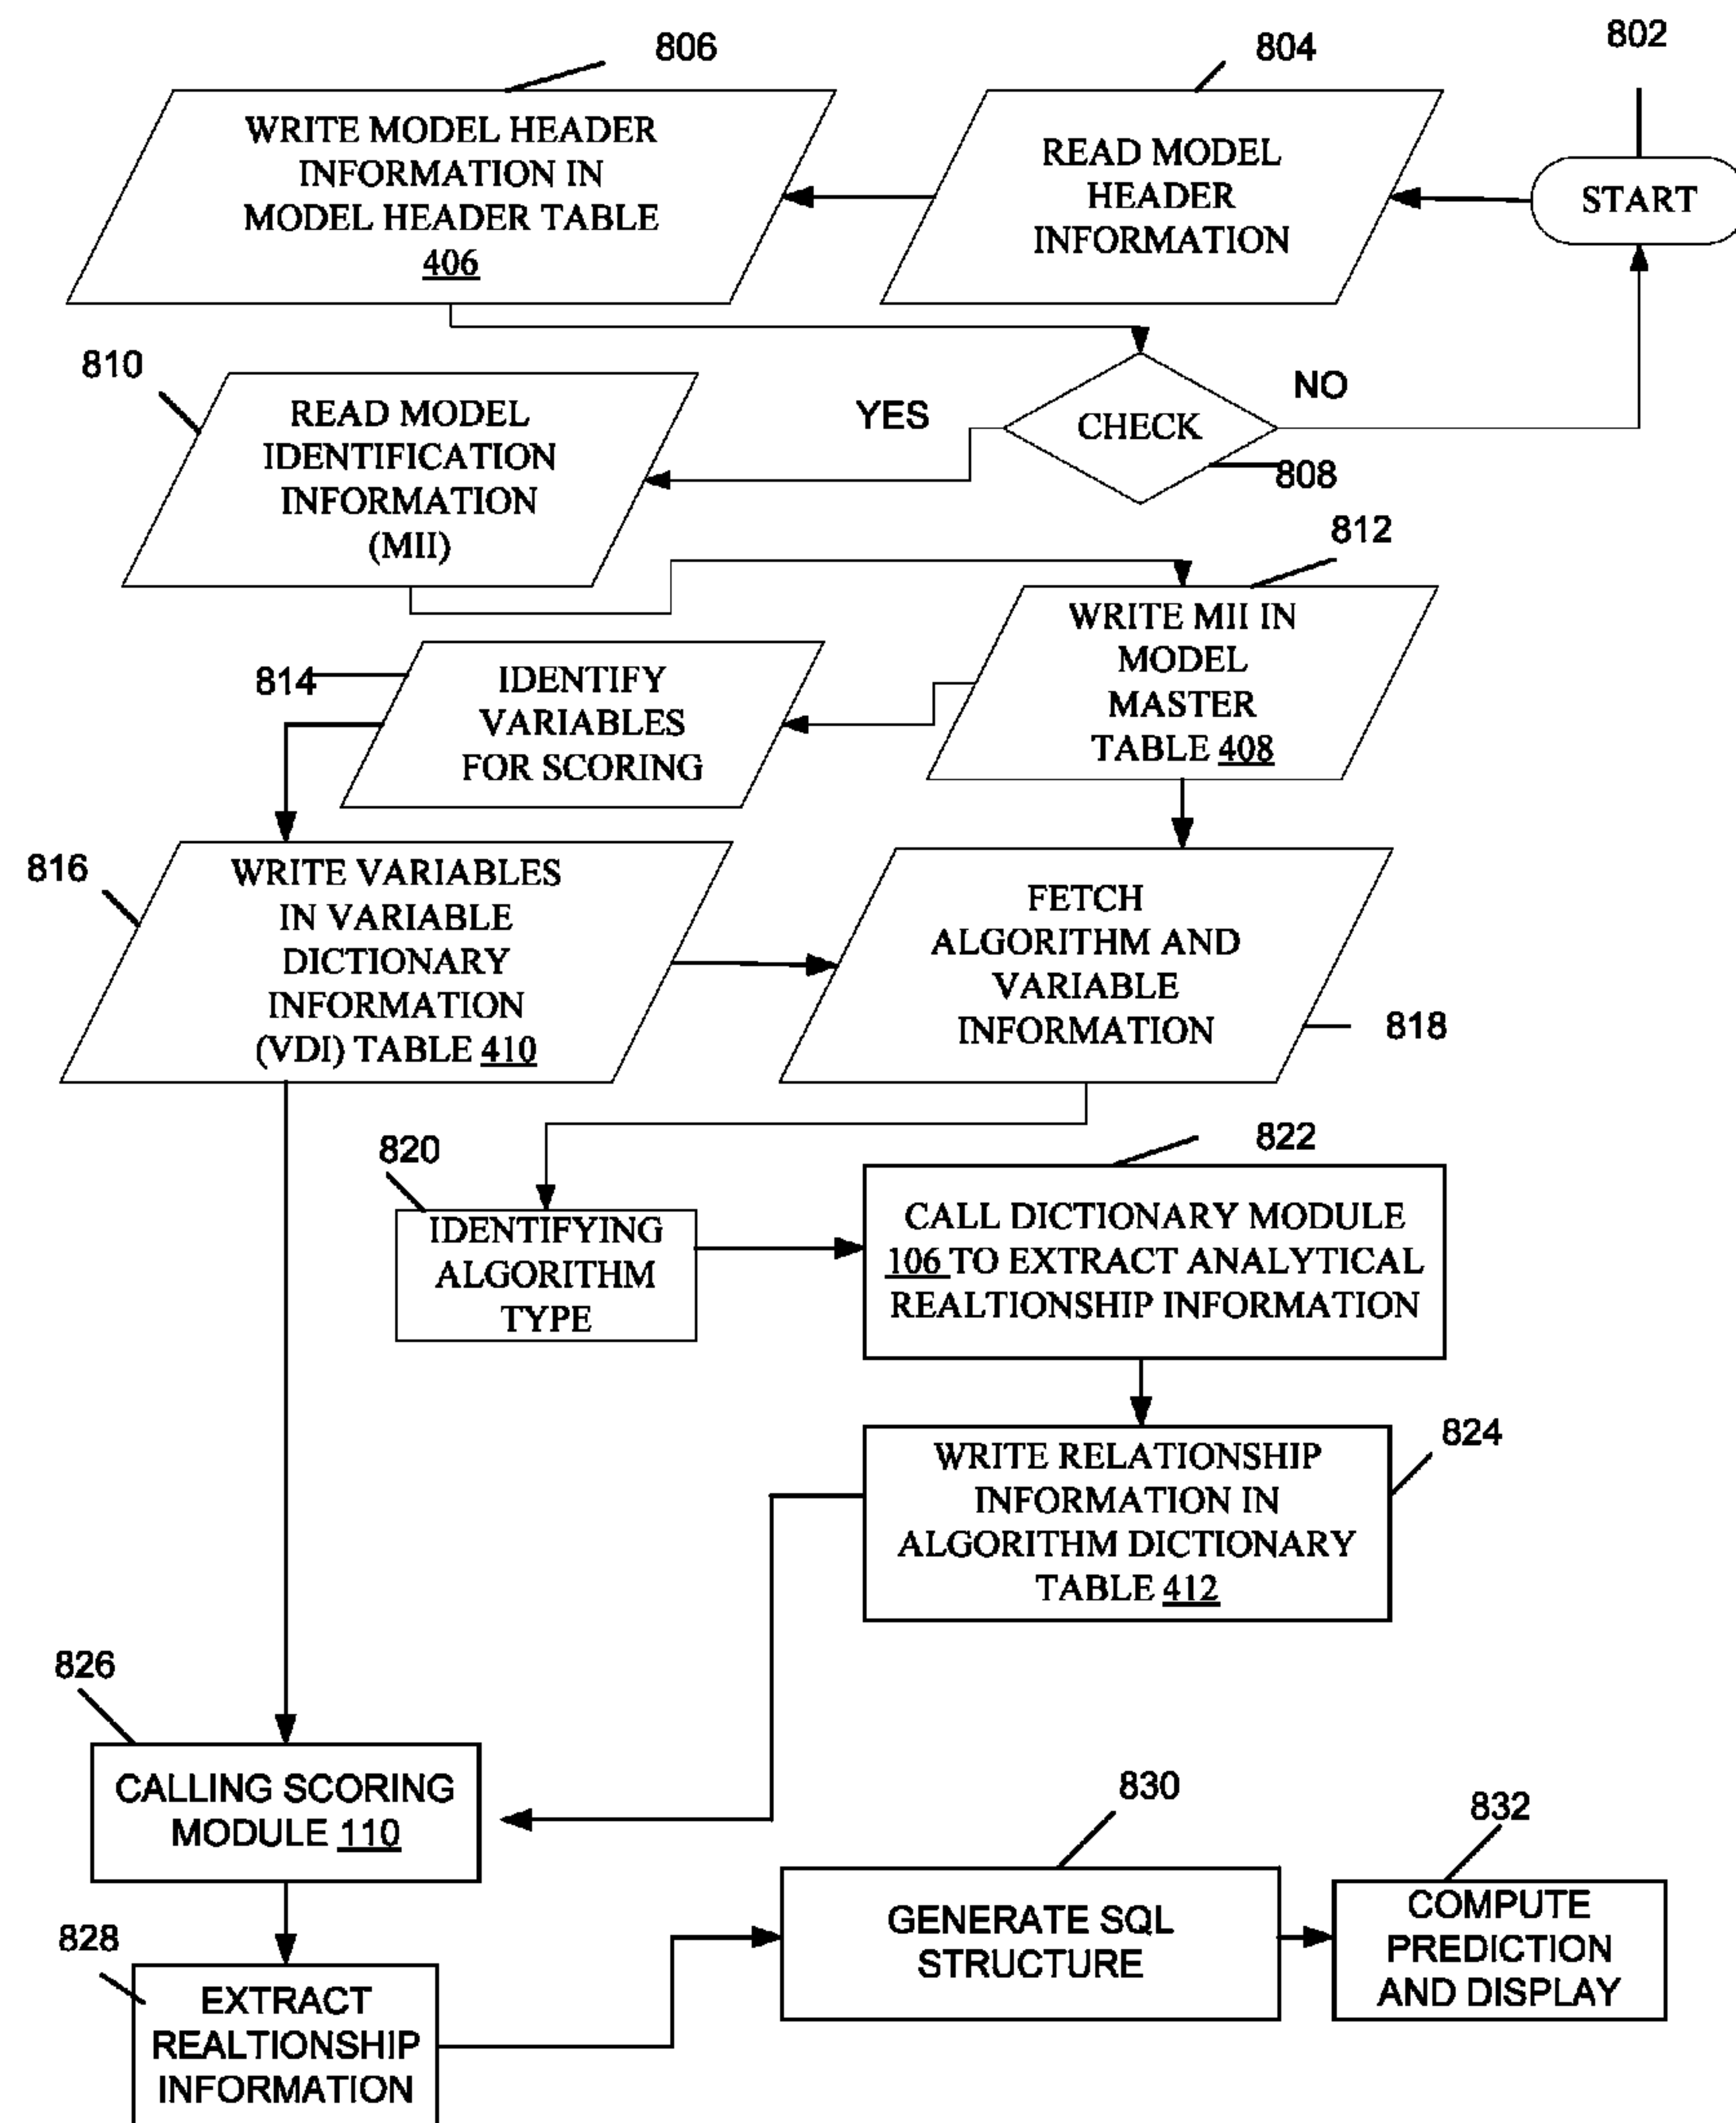 806
804
802
WRITE MODEL HEADER
INFORMATION IN
MODEL HEADER TABLE
406
READ MODEL
HEADER
INFORMATION
START
810
READ MODEL
IDENTIFICATION
INFORMATION
(MII)
YES
CHECK
NO
808
812
WRITE MII IN
MODEL
MASTER
TABLE 408
814
IDENTIFY
VARIABLES
FOR SCORING
816
WRITE VARIABLES
IN VARIABLE
DICTIONARY
INFORMATION
(VDI) TABLE 410
FETCH
ALGORITHM AND
VARIABLE
INFORMATION
818
820
IDENTIFYING
ALGORITHM
TYPE
822
CALL DICTIONARY MODULE
106 TO EXTRACT ANALYTICAL
REALTIONSHIP INFORMATION
824
WRITE RELATIONSHIP
INFORMATION IN
ALGORITHM DICTIONARY
TABLE 412
826
CALLING SCORING
MODULE 110
828
EXTRACT
REALTIONSHIP
INFORMATION
830
GENERATE SQL
STRUCTURE
832
COMPUTE
PREDICTION
AND DISPLAY